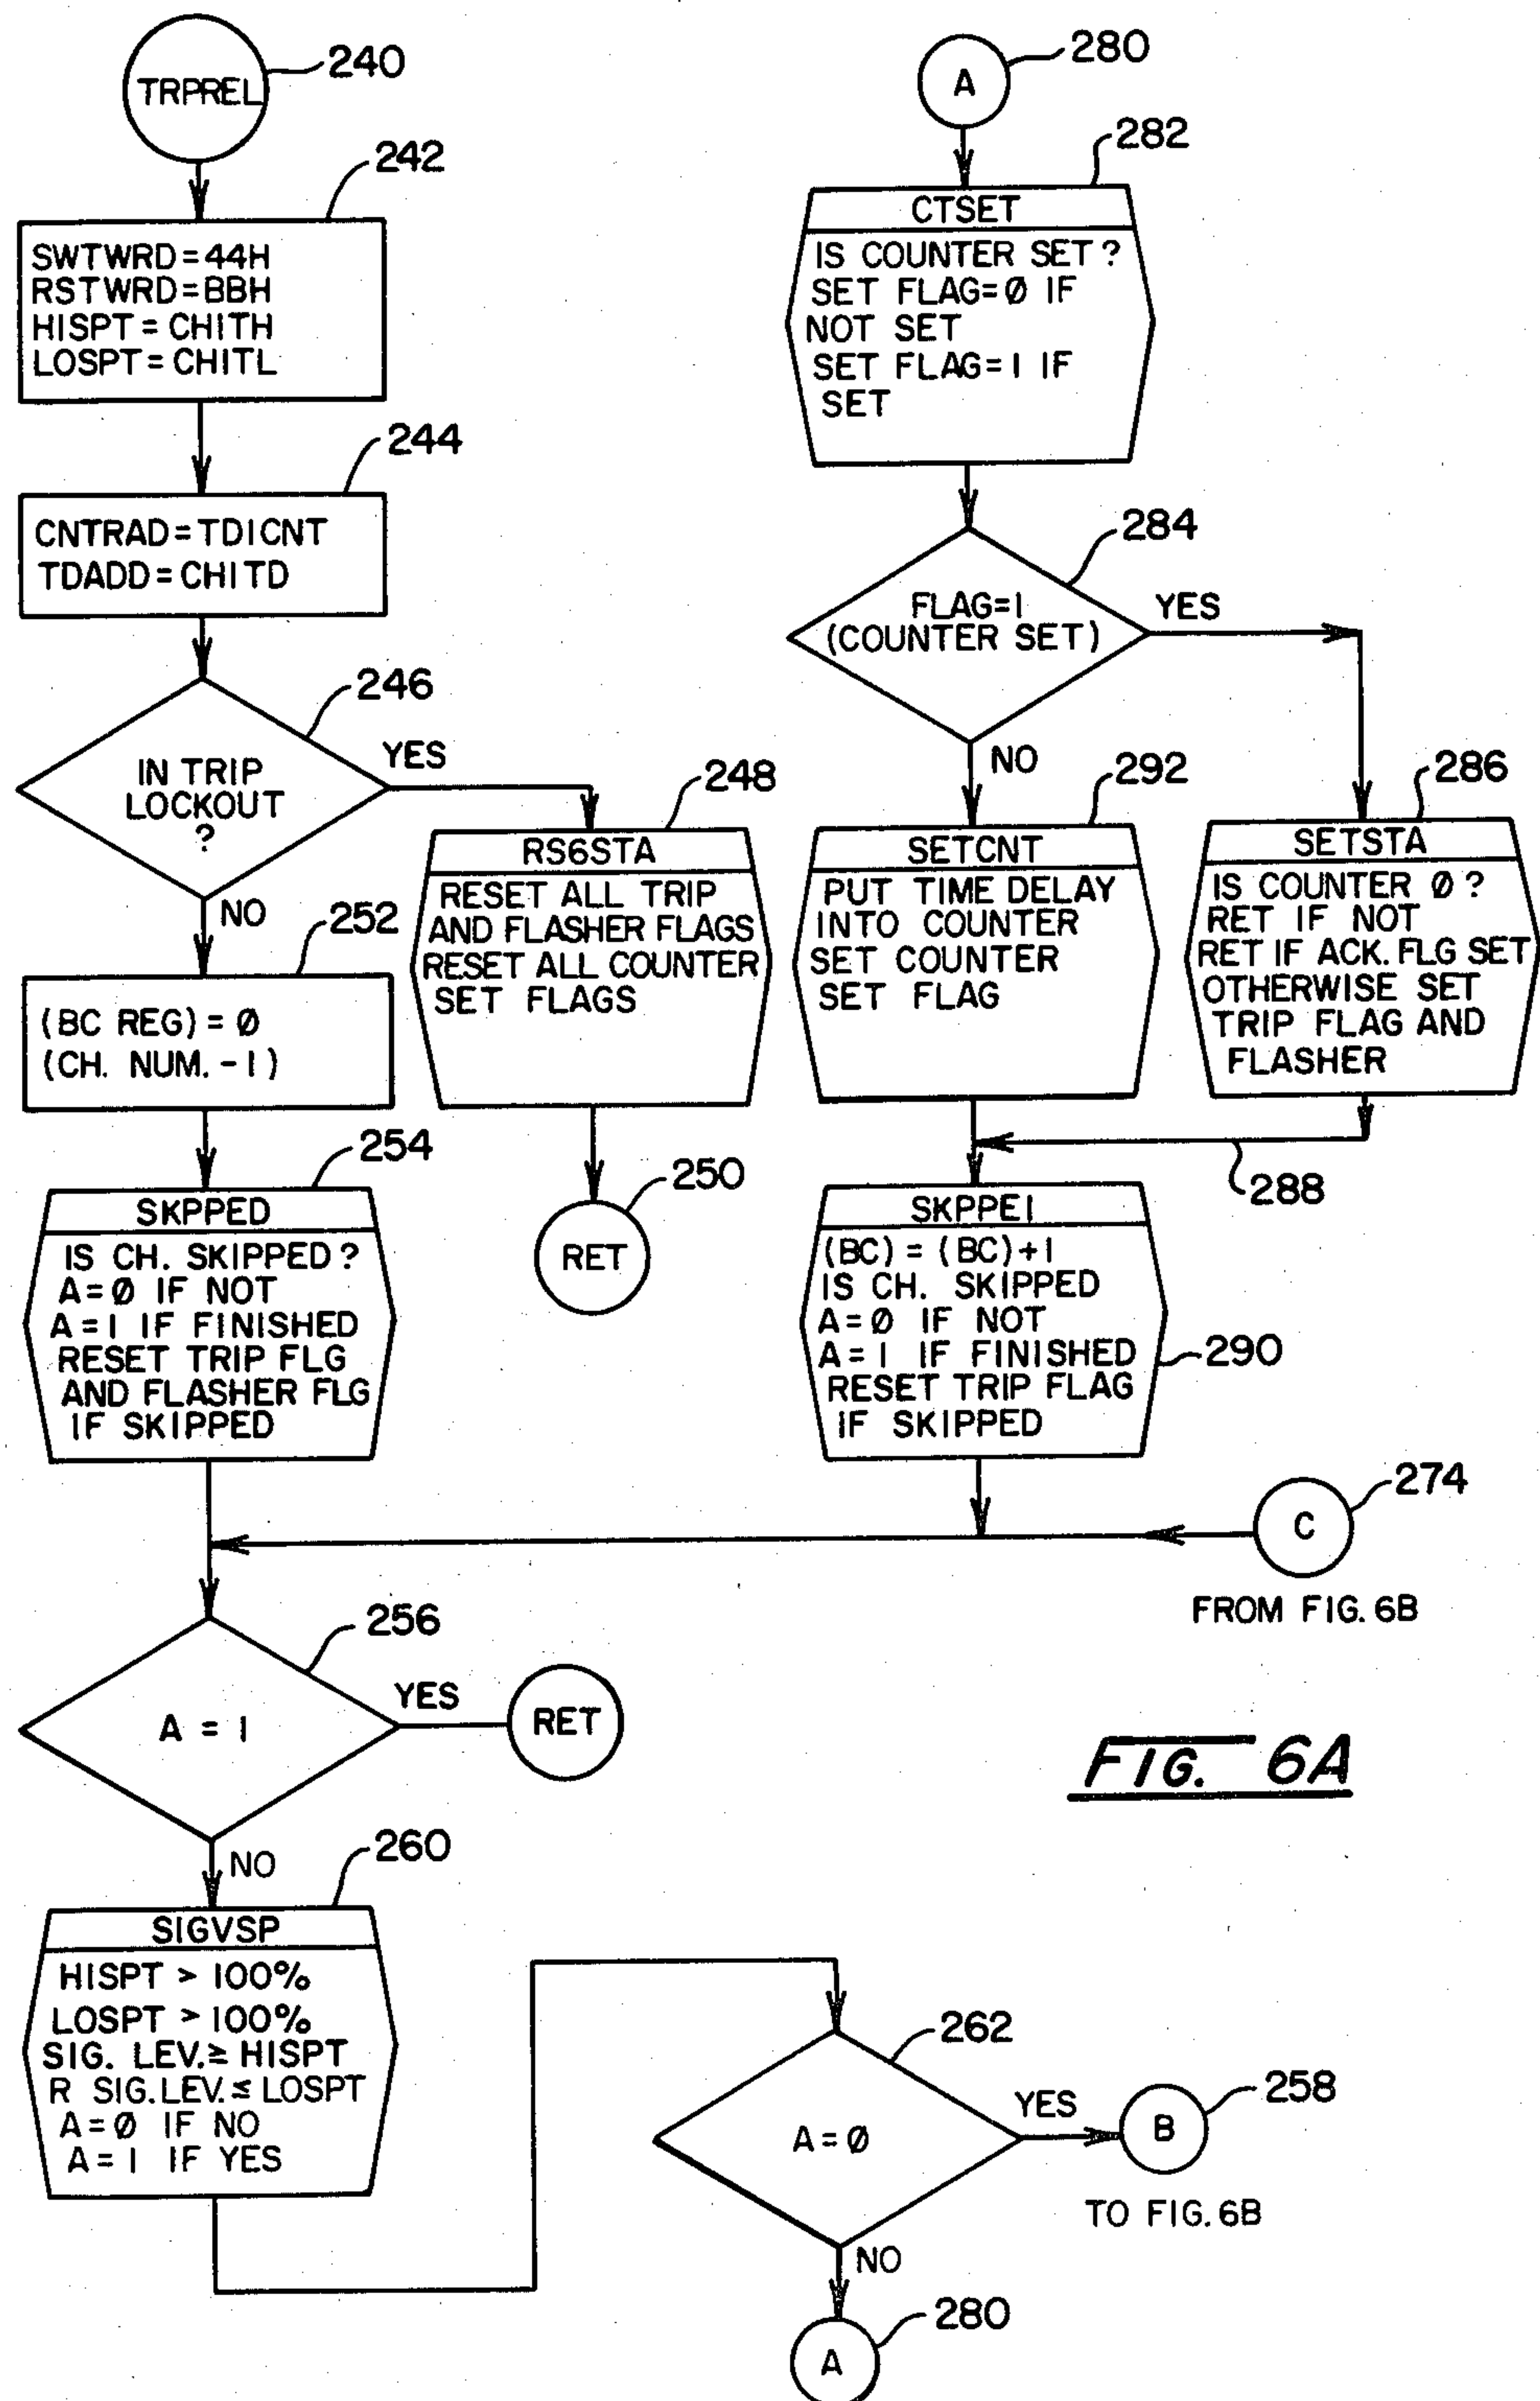 TRPREL
240
242
SWTWRD=44H
RSTWRD=BBH
HISPT=CHITH
LOSPT=CHITL
244
CNTRAD=TDICNT
TDADD=CHITD
246
IN TRIP
LOCKOUT
?
YES
NO
248
RS6STA
RESET ALL TRIP
AND FLASHER FLAGS
RESET ALL COUNTER
SET FLAGS
250
RET
252
(BC REG)=Ø
(CH. NUM.-1)
254
SKPPED
IS CH. SKIPPED?
A=Ø IF NOT
A=1 IF FINISHED
RESET TRIP FLG
AND FLASHER FLG
IF SKIPPED
256
A = 1
YES
RET
NO
260
SIGVSP
HISPT > 100%
LOSPT > 100%
SIG. LEV.≥ HISPT
R SIG.LEV.≤ LOSPT
A=Ø IF NO
A=1 IF YES
A
280
282
CTSET
IS COUNTER SET?
SET FLAG=Ø IF
NOT SET
SET FLAG=1 IF
SET
284
FLAG=1
(COUNTER SET)
YES
NO
292
SETCNT
PUT TIME DELAY
INTO COUNTER
SET COUNTER
SET FLAG
286
SETSTA
IS COUNTER Ø?
RET IF NOT
RET IF ACK. FLG SET
OTHERWISE SET
TRIP FLAG AND
FLASHER
288
SKPPE1
(BC) = (BC)+1
IS CH. SKIPPED
A=Ø IF NOT
A=1 IF FINISHED
RESET TRIP FLAG
IF SKIPPED
290
C
274
FROM FIG. 6B
FIG. 6A
262
A=Ø
YES
B
258
TO FIG. 6B
NO
A
280